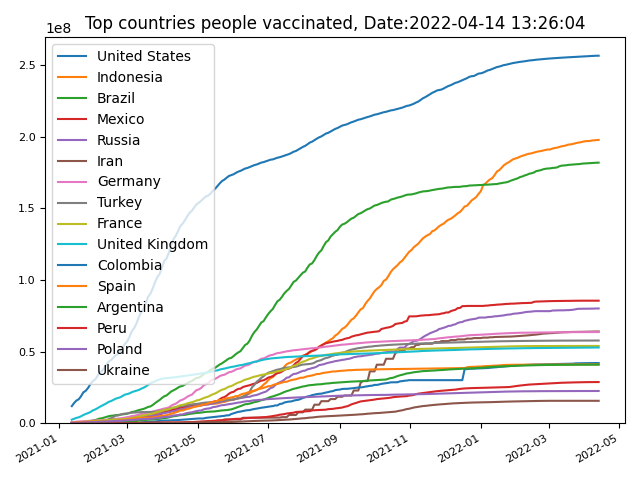 Top countries people vaccinated, Date:2022-04-14 13:26:04
1e8
United States
Indonesia
Brazil
Mexico
Russia
Iran
Germany
Turkey
France
United Kingdom
Colombia
Spain
Argentina
Peru
Poland
Ukraine
2.5
2.0
1.5
1.0
0.5
0.0
2021-01
2021-03
2021-05
2021-07
2021-09
2021-11
2022-01
2022-03
2022-05